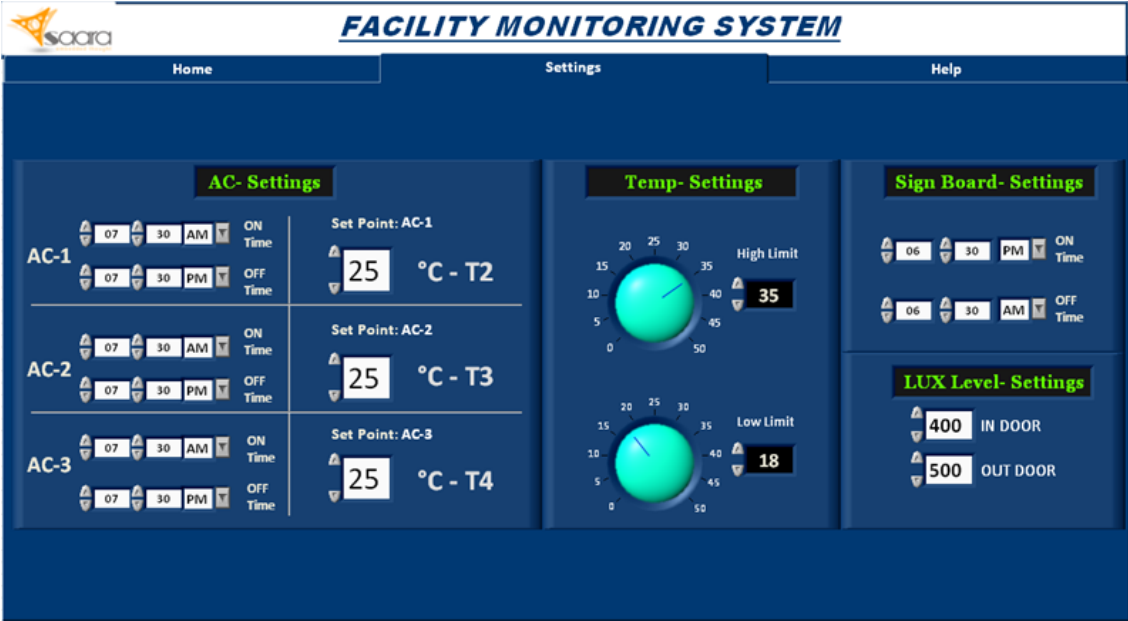 saara
FACILITY MONITORING SYSTEM
Home
Settings
Help
AC- Settings
AC-1
07 30 AM ON Time
07 30 PM OFF Time
Set Point: AC-1
25 °C - T2
AC-2
07 30 AM ON Time
07 30 PM OFF Time
Set Point: AC-2
25 °C - T3
AC-3
07 30 AM ON Time
07 30 PM OFF Time
Set Point: AC-3
25 °C - T4
Temp- Settings
0 5 10 15 20 25 30 35 40 45 50
High Limit
35
0 5 10 15 20 25 30 35 40 45 50
Low Limit
18
Sign Board- Settings
06 30 PM ON Time
06 30 AM OFF Time
LUX Level- Settings
400 IN DOOR
500 OUT DOOR